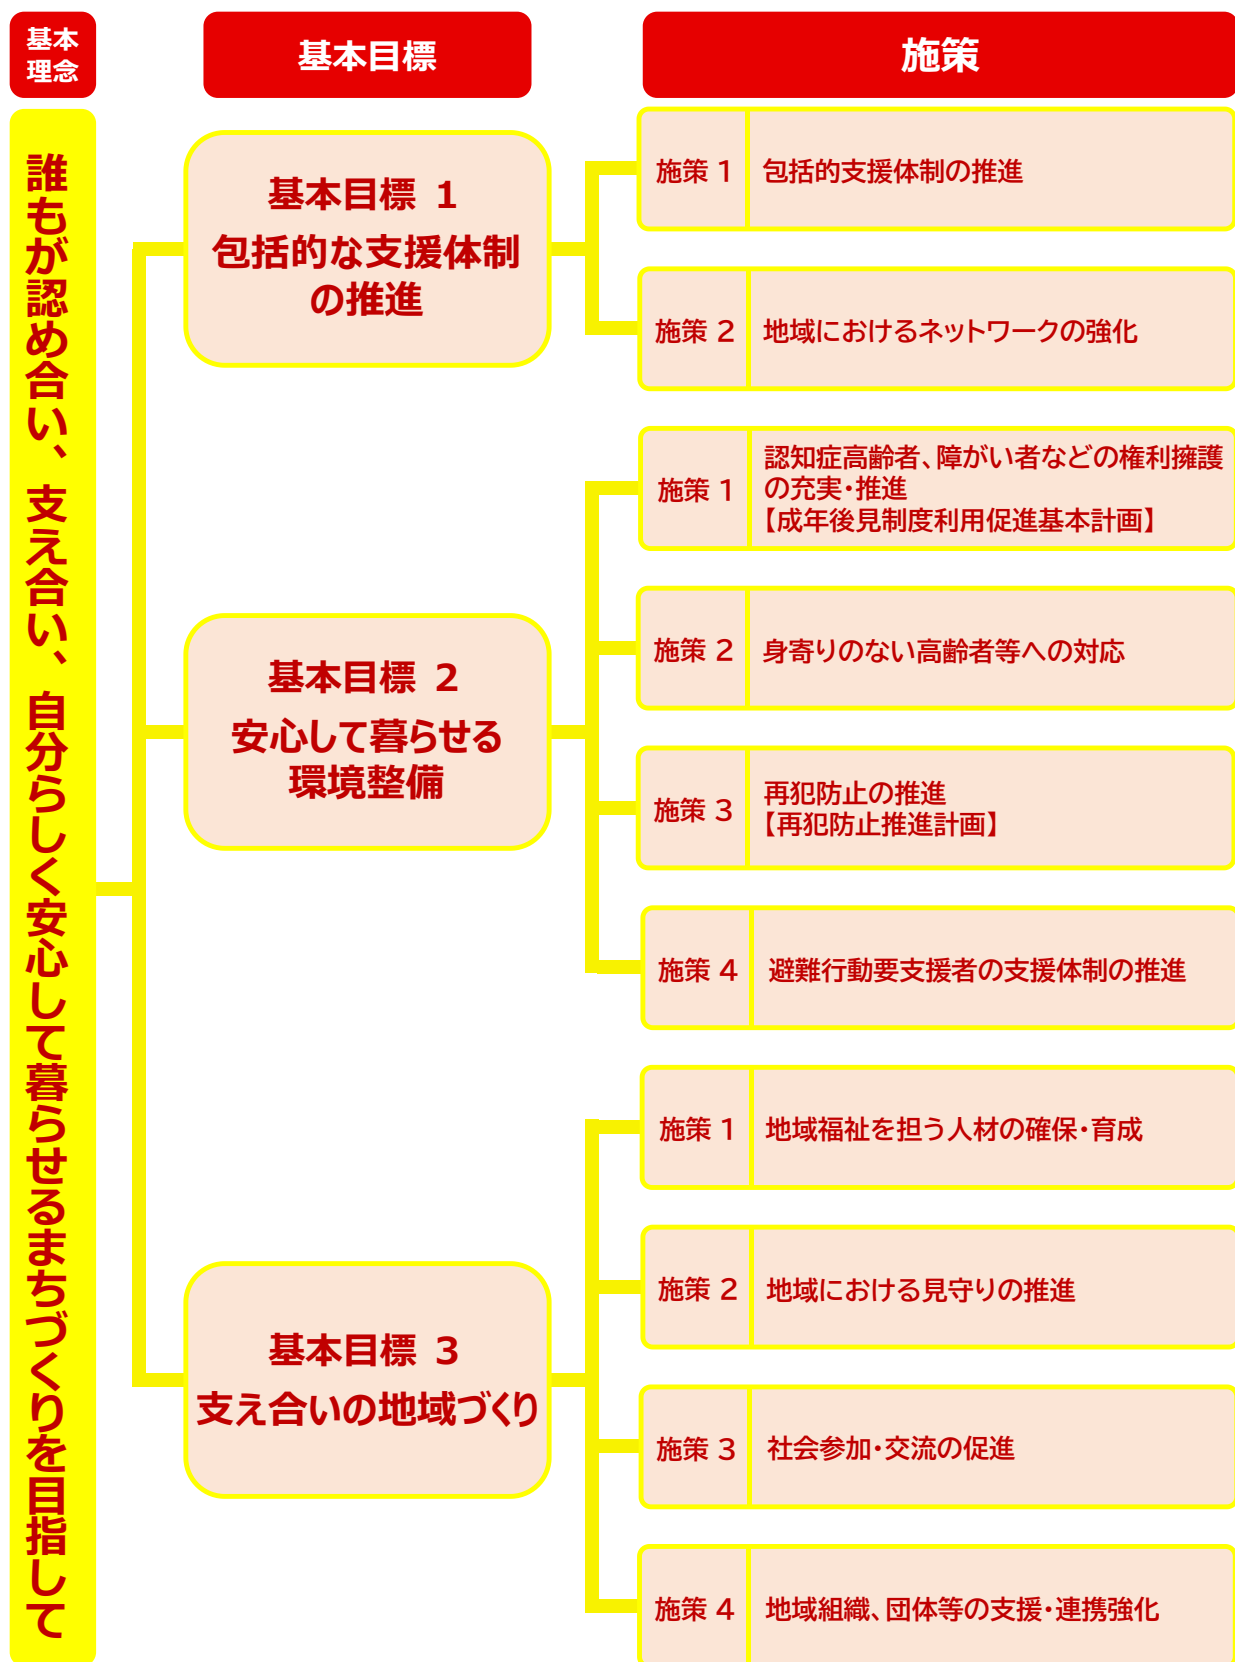 基本
理念
基本目標
施策
誰もが認め合い、支え合い、自分らしく安心して暮らせるまちづくりを目指して
基本目標 1
包括的な支援体制
の推進
施策 1
包括的支援体制の推進
施策 2
地域におけるネットワークの強化
基本目標 2
安心して暮らせる
環境整備
施策 1
認知症高齢者、障がい者などの権利擁護
の充実・推進
【成年後見制度利用促進基本計画】
施策 2
身寄りのない高齢者等への対応
施策 3
再犯防止の推進
【再犯防止推進計画】
施策 4
避難行動要支援者の支援体制の推進
基本目標 3
支え合いの地域づくり
施策 1
地域福祉を担う人材の確保・育成
施策 2
地域における見守りの推進
施策 3
社会参加・交流の促進
施策 4
地域組織、団体等の支援・連携強化